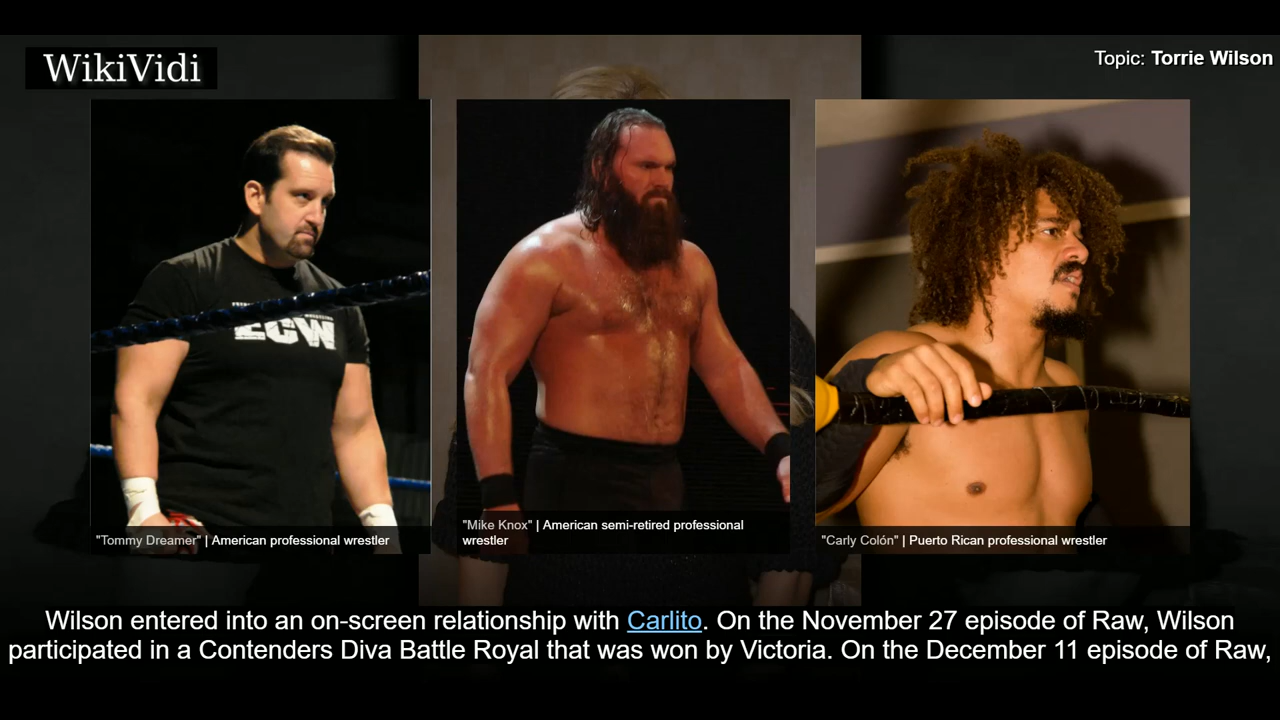 WikiVidi
Topic: Torrie Wilson
ECW
"Tommy Dreamer" | American professional wrestler
"Mike Knox" | American semi-retired professional
wrestler
"Carly Colón" | Puerto Rican professional wrestler
Wilson entered into an on-screen relationship with Carlito. On the November 27 episode of Raw, Wilson
participated in a Contenders Diva Battle Royal that was won by Victoria. On the December 11 episode of Raw,